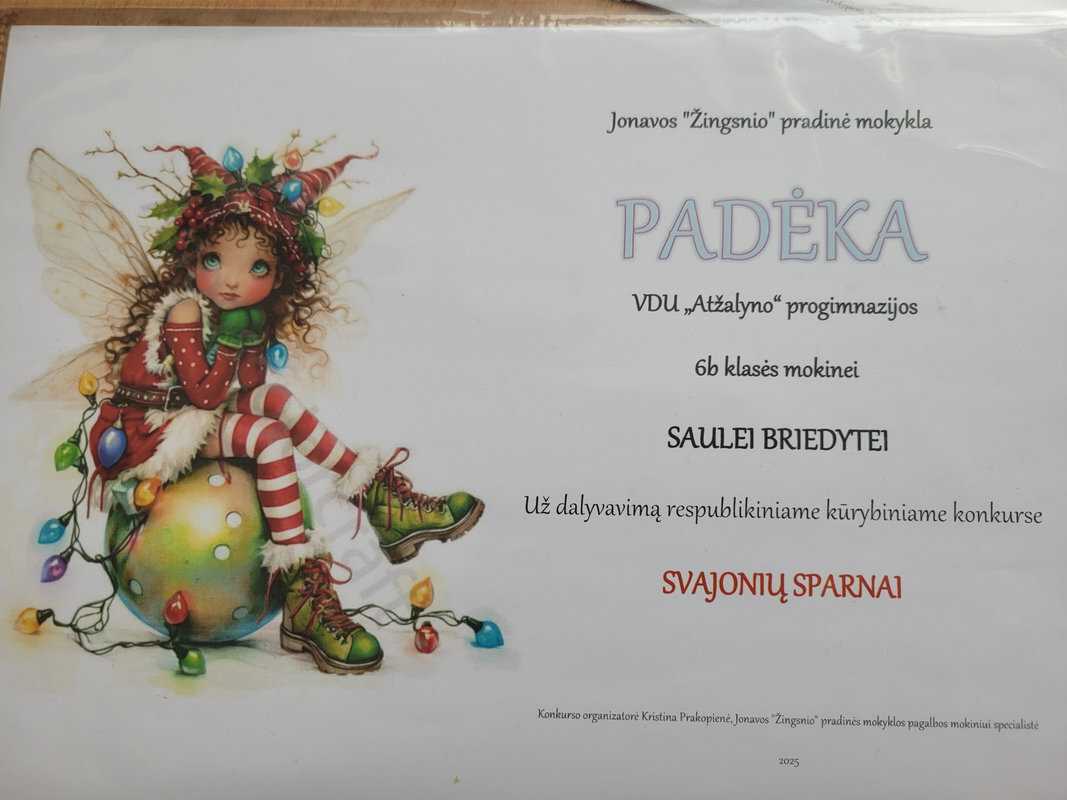 Jonavos "Žingsnio" pradinė mokykla
PADĖKA
VDU „Atžalyno“ progimnazijos
6b klasės mokinei
SAULEI BRIEDYTEI
Už dalyvavimą respublikiniame kūrybiniame konkurse
SVAJONIŲ SPARNAI
Konkurso organizatorė Kristina Prakopienė, Jonavos "Žingsnio" pradinės mokyklos pagalbos mokiniui specialistė
2025